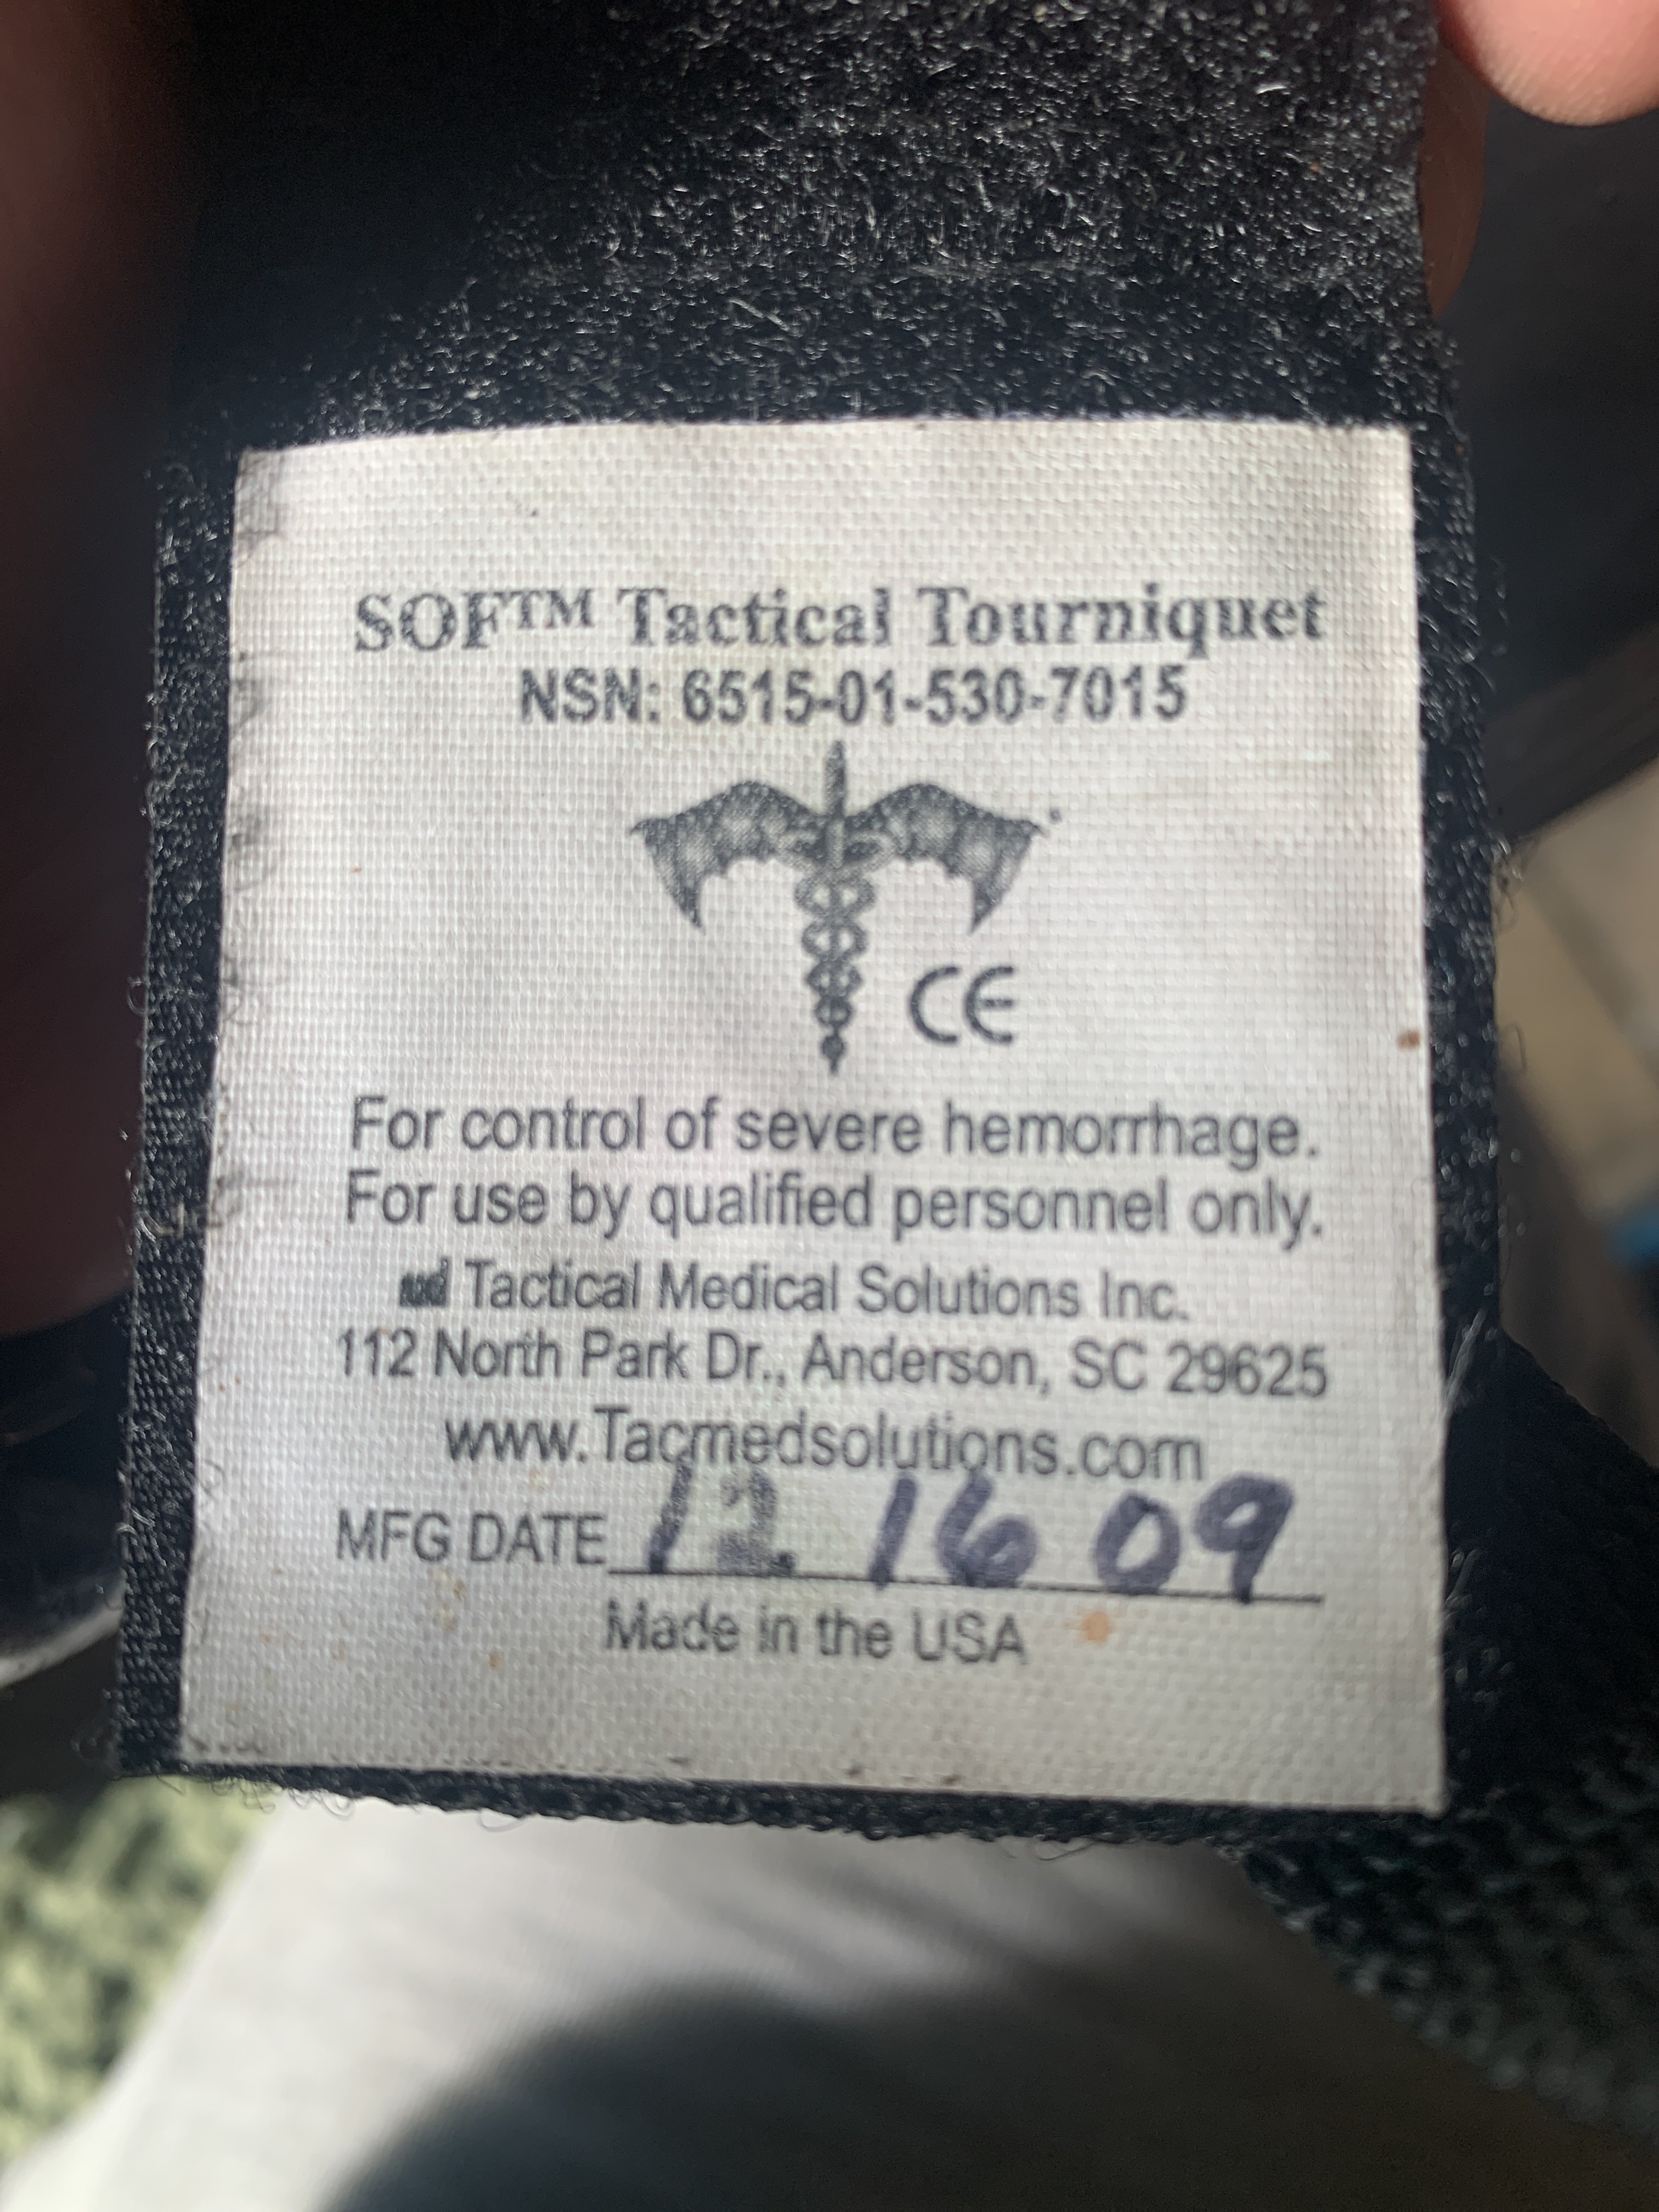 SOF™ Tactical Tourniquet
NSN: 6515-01-530-7015
CE
For control of severe hemorrhage.
For use by qualified personnel only.
Tactical Medical Solutions Inc.
112 North Park Dr., Anderson, SC 29625
www.Tacmedsolutions.com
MFG DATE 12. 16 09
Made in the USA